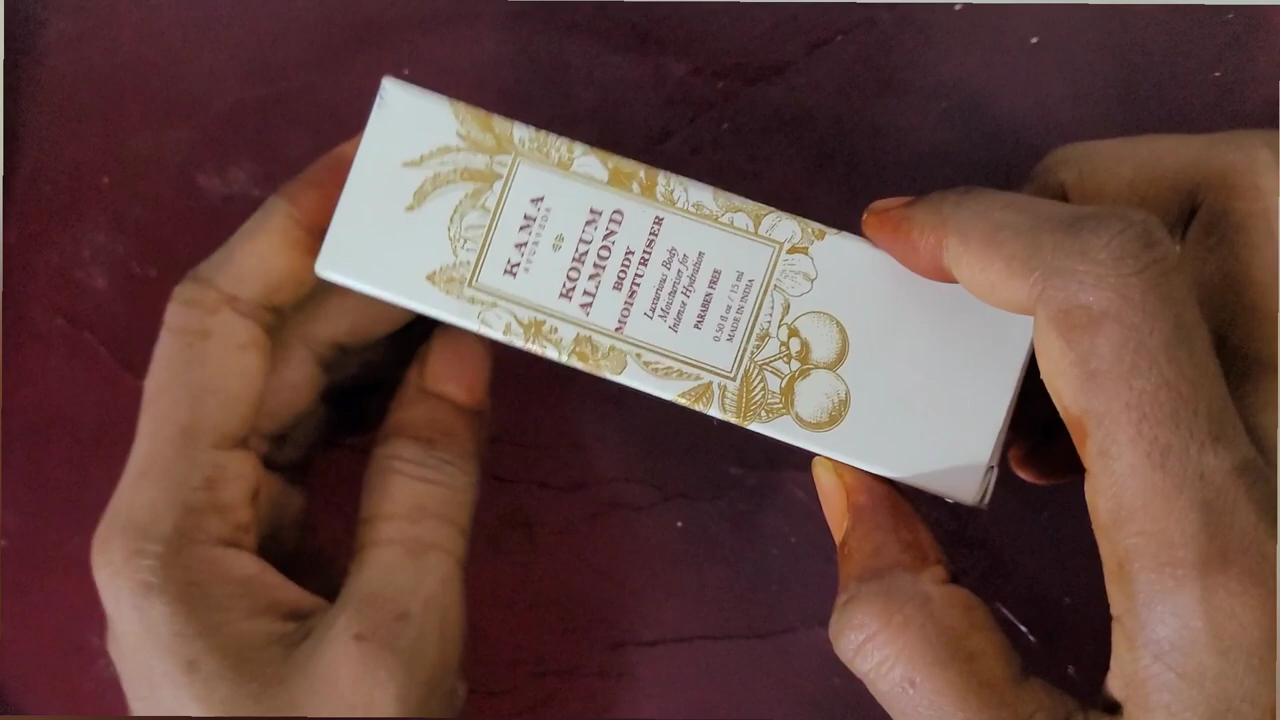 KAMA
AYURVEDA
KOKUM
ALMOND
BODY
MOISTURISER
Luxurious Body
Moisturiser for
Intense Hydration
PARABEN FREE
0.50 fl oz / 15 ml
MADE IN INDIA